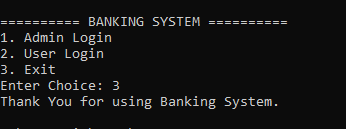 ========== BANKING SYSTEM ==========
1. Admin Login
2. User Login
3. Exit
Enter Choice: 3
Thank You for using Banking System.